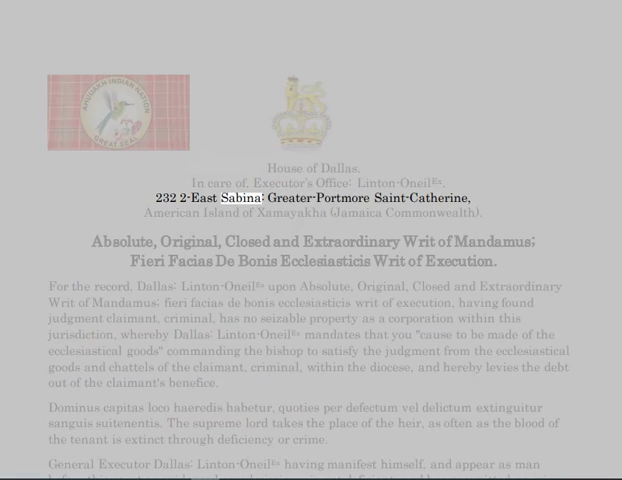 AMURAKH INDIAN NATION
GREAT SEAL
House of Dallas.
In care of, Executor's Office: Linton-Oneilᴱˢ.
232 2-East Sabina: Greater-Portmore Saint-Catherine,
American Island of Xamayakha (Jamaica Commonwealth).
Absolute, Original, Closed and Extraordinary Writ of Mandamus;
Fieri Facias De Bonis Ecclesiasticis Writ of Execution.
For the record, Dallas: Linton-Oneilᴱˢ upon Absolute, Original, Closed and Extraordinary
Writ of Mandamus; fieri facias de bonis ecclesiasticis writ of execution, having found
judgment claimant, criminal, has no seizable property as a corporation within this
jurisdiction, whereby Dallas: Linton-Oneilᴱˢ mandates that you "cause to be made of the
ecclesiastical goods" commanding the bishop to satisfy the judgment from the ecclesiastical
goods and chattels of the claimant, criminal, within the diocese, and hereby levies the debt
out of the claimant's benefice.
Dominus capitas loco haeredis habetur, quoties per defectum vel delictum extinguitur
sanguis suitenentis. The supreme lord takes the place of the heir, as often as the blood of
the tenant is extinct through deficiency or crime.
General Executor Dallas: Linton-Oneilᴱˢ having manifest himself, and appear as man